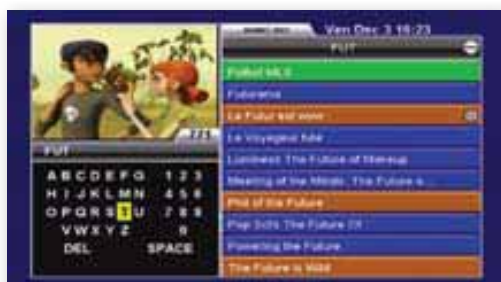 Ven Dec 3 16:23
FUT
Futbol MLS
Futurama
Le Futur est
Le Voyageur
Luminess The Future of Makeup
Meeting of the Minds: The Future o...
Phil of the Future
Pop Sci's The Future Of
Powering the Future
The Future is Wild
FUT
A B C D E F G 1 2 3
H I J K L M N 4 5 6
O P Q R S T U 7 8 9
V W X Y Z 0
DEL SPACE